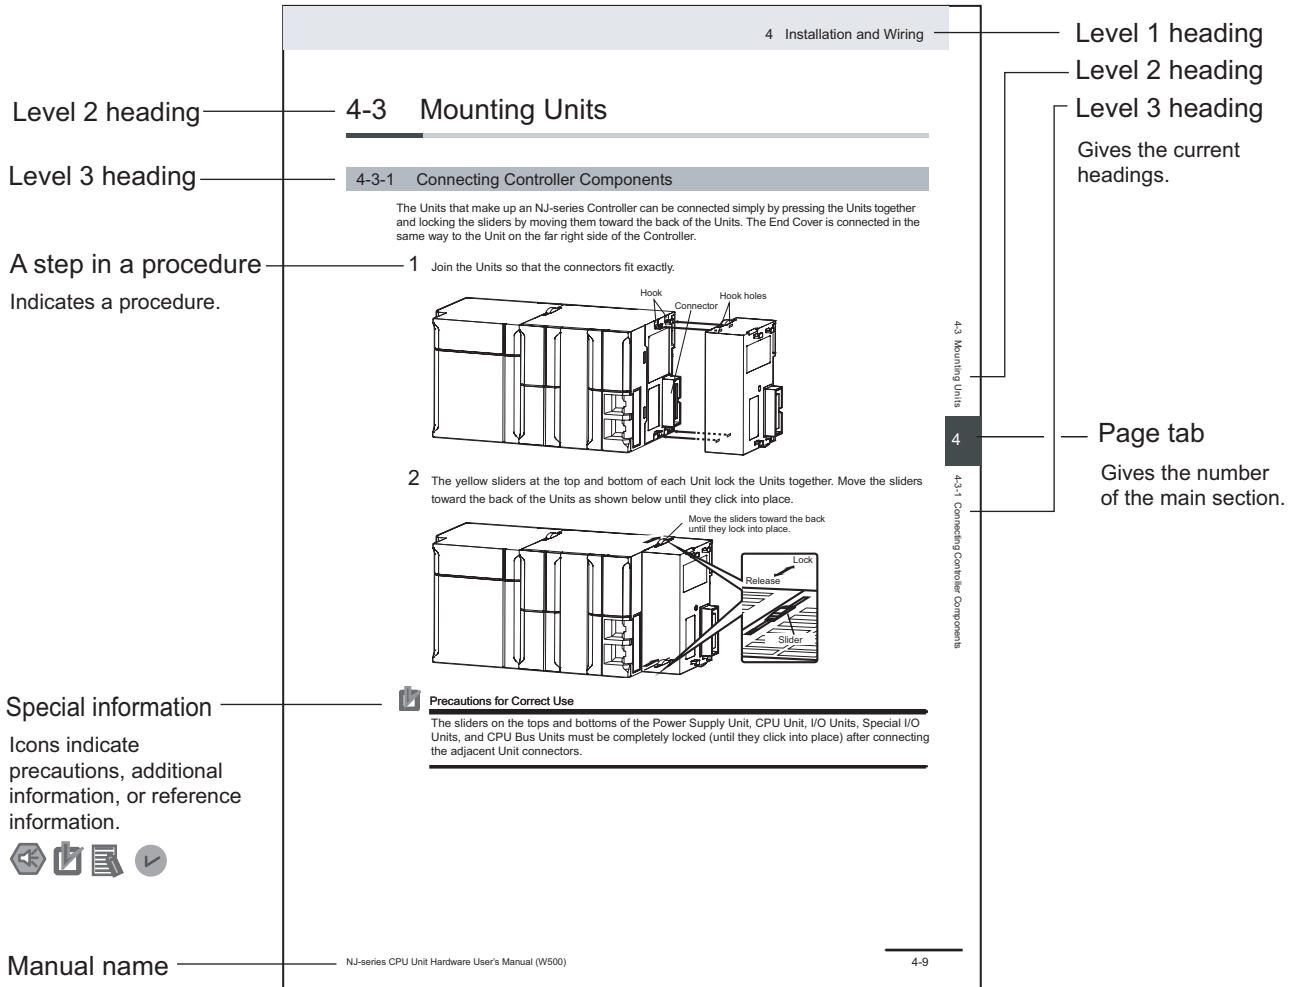 4 Installation and Wiring
Level 1 heading
Level 2 heading
Level 3 heading
Gives the current
headings.
Level 2 heading
4-3 Mounting Units
Level 3 heading
4-3-1 Connecting Controller Components
The Units that make up an NJ-series Controller can be connected simply by pressing the Units together
and locking the sliders by moving them toward the back of the Units. The End Cover is connected in the
same way to the Unit on the far right side of the Controller.
A step in a procedure
Indicates a procedure.
1 Join the Units so that the connectors fit exactly.
Hook
Connector
Hook holes
4-3 Mounting Units
4
4-3-1 Connecting Controller Components
Page tab
Gives the number
of the main section.
2 The yellow sliders at the top and bottom of each Unit lock the Units together. Move the sliders
toward the back of the Units as shown below until they click into place.
Move the sliders toward the back
until they lock into place.
Lock
Release
Slider
Special information
Icons indicate
precautions, additional
information, or reference
information.
Precautions for Correct Use
The sliders on the tops and bottoms of the Power Supply Unit, CPU Unit, I/O Units, Special I/O
Units, and CPU Bus Units must be completely locked (until they click into place) after connecting
the adjacent Unit connectors.
Manual name
NJ-series CPU Unit Hardware User's Manual (W500)
4-9